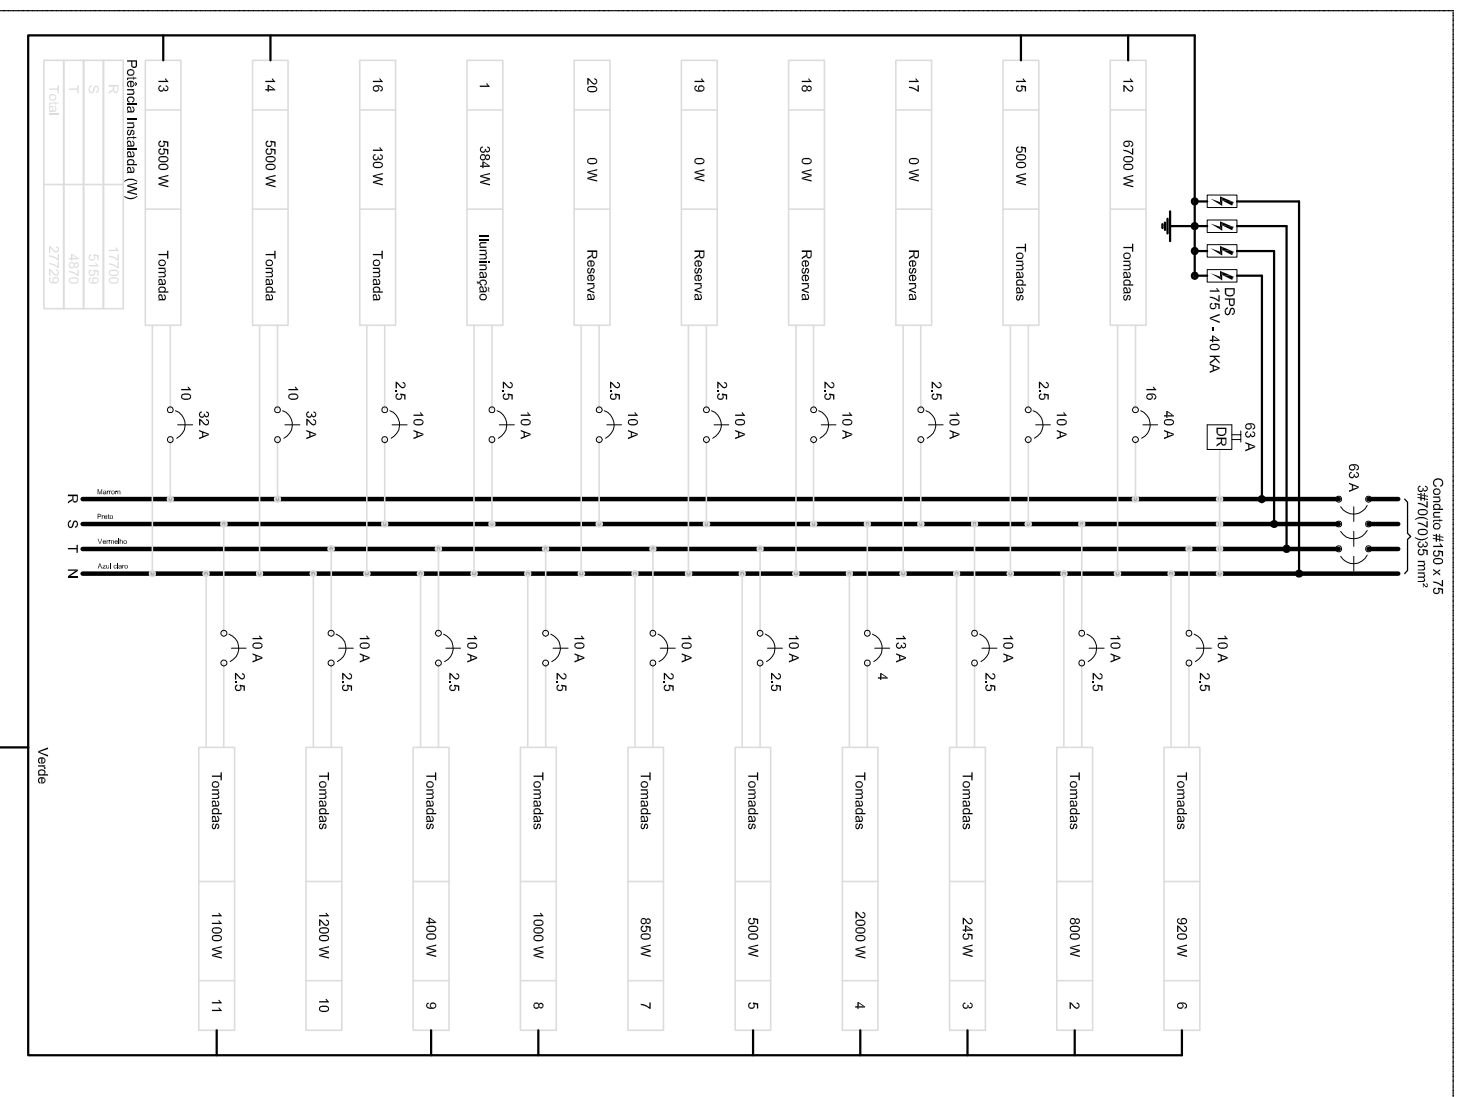 Conduto #150 x 75
3#70(70)35 mm²
63 A
DPS
175 V - 40 KA
63 A
DR
12 6700 W Tomadas
16
40 A
15 500 W Tomadas
2.5
10 A
17 0 W Reserva
2.5
10 A
18 0 W Reserva
2.5
10 A
19 0 W Reserva
2.5
10 A
20 0 W Reserva
2.5
10 A
1 384 W Iluminação
2.5
10 A
16 130 W Tomada
2.5
10 A
14 5500 W Tomada
10
32 A
13 5500 W Tomada
10
32 A
Potência Instalada (W)
R 17700
S 5159
T 4870
Total 27729
R Marrom
S Preto
T Vermelho
N Azul claro
10 A
2.5
Tomadas 920 W 6
10 A
2.5
Tomadas 800 W 2
10 A
2.5
Tomadas 245 W 3
13 A
4
Tomadas 2000 W 4
10 A
2.5
Tomadas 500 W 5
10 A
2.5
Tomadas 850 W 7
10 A
2.5
Tomadas 1000 W 8
10 A
2.5
Tomadas 400 W 9
10 A
2.5
Tomadas 1200 W 10
10 A
2.5
Tomadas 1100 W 11
Verde